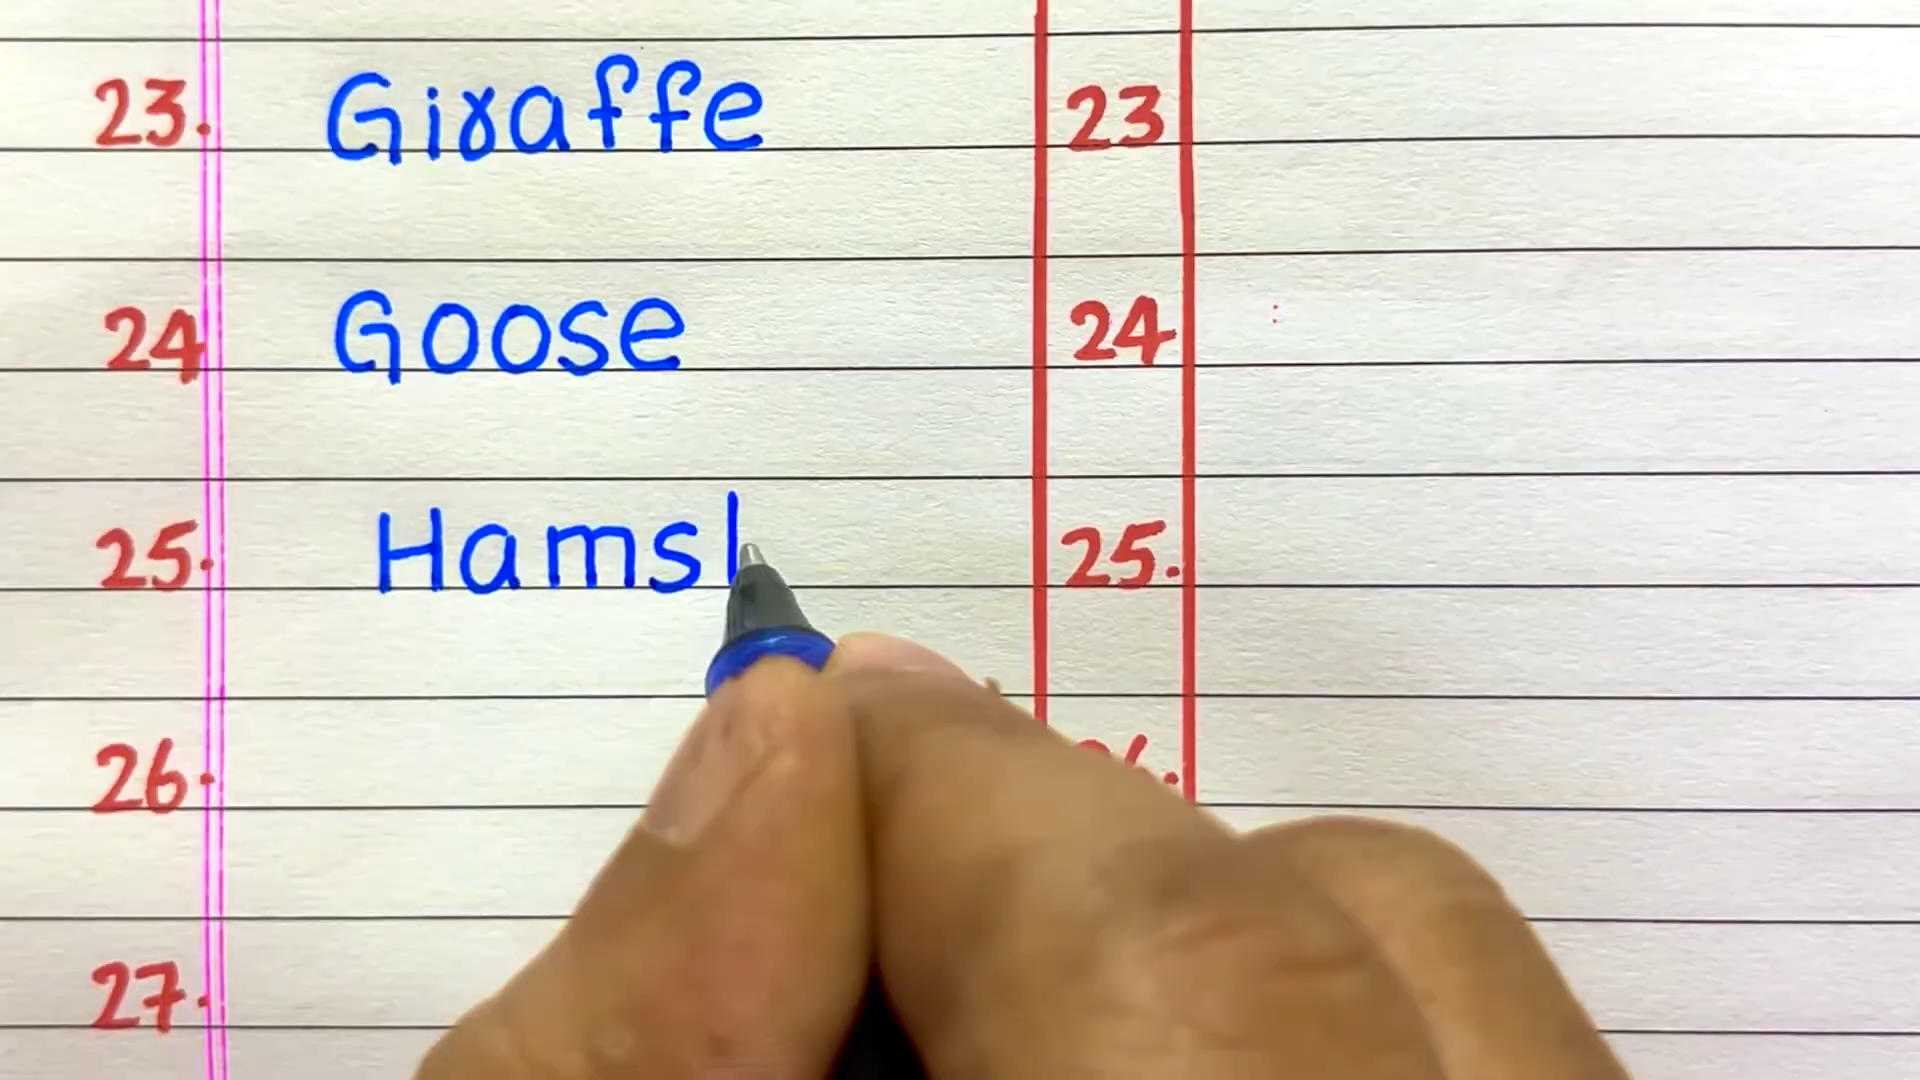 23. Giraffe 23
24 Goose 24
25. Hamsl 25.
26.
27.